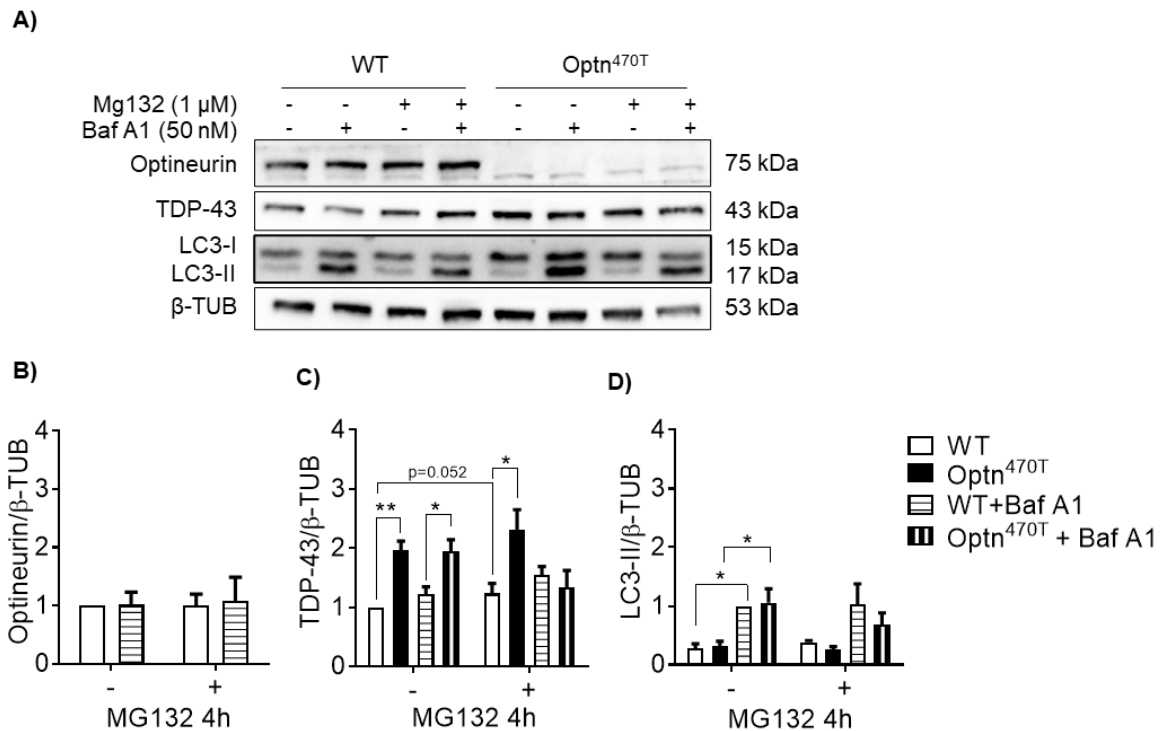 A)
WT Optn470T
Mg132 (1 µM) - - + + - - + +
Baf A1 (50 nM) - + - + - + - +
Optineurin 75 kDa
TDP-43 43 kDa
LC3-I 15 kDa
LC3-II 17 kDa
β-TUB 53 kDa
B)
Optineurin/β-TUB
4
3
2
1
0
- +
MG132 4h
C)
TDP-43/β-TUB
4
3
2
1
0
p=0.052
*
** *
- +
MG132 4h
D)
LC3-II/β-TUB
4
3
2
1
0
*
*
- +
MG132 4h
WT
Optn470T
WT+Baf A1
Optn470T + Baf A1